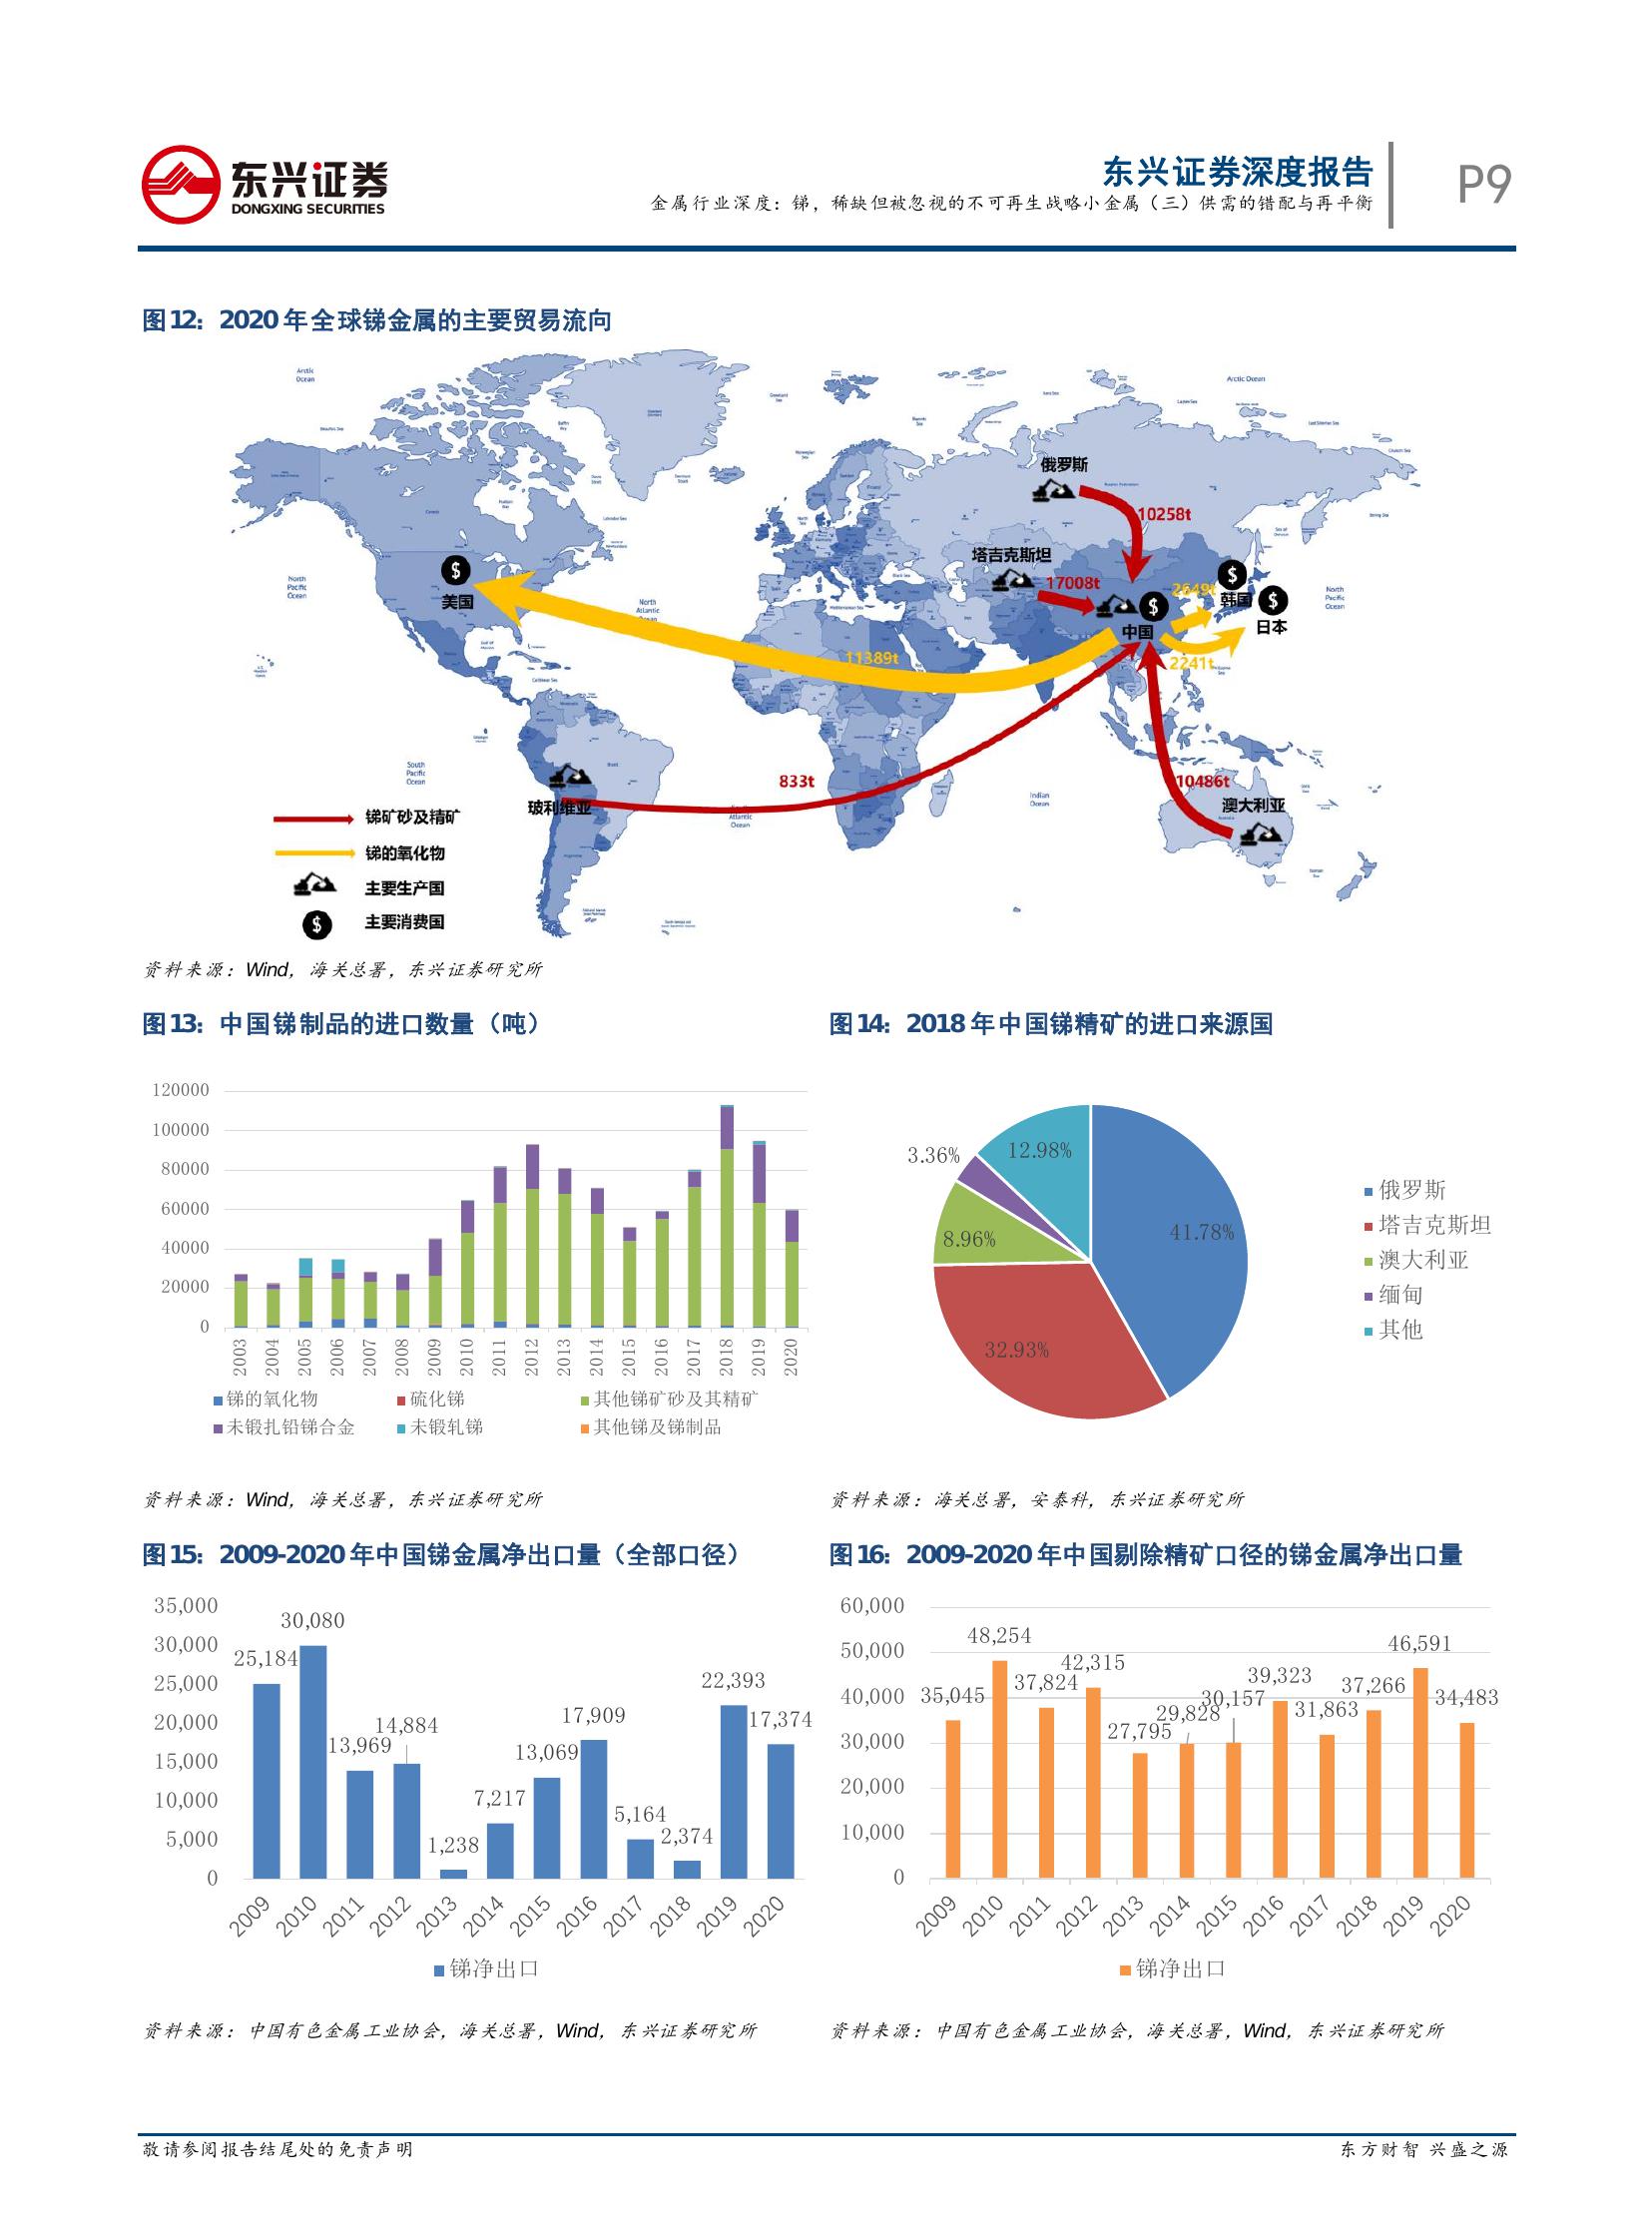 东兴证券
DONGXING SECURITIES
东兴证券深度报告
金属行业深度：锑，稀缺但被忽视的不可再生战略小金属（三）供需的错配与再平衡
P9
图12：2020年全球锑金属的主要贸易流向
Arctic Ocean
Arctic Ocean
俄罗斯
10258t
塔吉克斯坦
17008t
美国
中国
2649t
韩国
日本
2241t
11389t
North Pacific Ocean
North Atlantic Ocean
North Pacific Ocean
833t
10486t
玻利维亚
澳大利亚
South Pacific Ocean
Atlantic Ocean
Indian Ocean
锑矿砂及精矿
锑的氧化物
主要生产国
主要消费国
资料来源：Wind，海关总署，东兴证券研究所
图13：中国锑制品的进口数量（吨）
120000
100000
80000
60000
40000
20000
0
2003 2004 2005 2006 2007 2008 2009 2010 2011 2012 2013 2014 2015 2016 2017 2018 2019 2020
锑的氧化物 硫化锑 其他锑矿砂及其精矿
未锻扎铅锑合金 未锻轧锑 其他锑及锑制品
资料来源：Wind，海关总署，东兴证券研究所
图14：2018年中国锑精矿的进口来源国
41.78%
32.93%
8.96%
3.36%
12.98%
俄罗斯
塔吉克斯坦
澳大利亚
缅甸
其他
资料来源：海关总署，安泰科，东兴证券研究所
图15：2009-2020年中国锑金属净出口量（全部口径）
35,000
30,000
25,000
20,000
15,000
10,000
5,000
0
25,184
30,080
13,969
14,884
1,238
7,217
13,069
17,909
5,164
2,374
22,393
17,374
2009 2010 2011 2012 2013 2014 2015 2016 2017 2018 2019 2020
锑净出口
资料来源：中国有色金属工业协会，海关总署，Wind，东兴证券研究所
图16：2009-2020年中国剔除精矿口径的锑金属净出口量
60,000
50,000
40,000
30,000
20,000
10,000
0
35,045
48,254
37,824
42,315
27,795
29,828
30,157
39,323
31,863
37,266
46,591
34,483
2009 2010 2011 2012 2013 2014 2015 2016 2017 2018 2019 2020
锑净出口
资料来源：中国有色金属工业协会，海关总署，Wind，东兴证券研究所
敬请参阅报告结尾处的免责声明
东方财智 兴盛之源